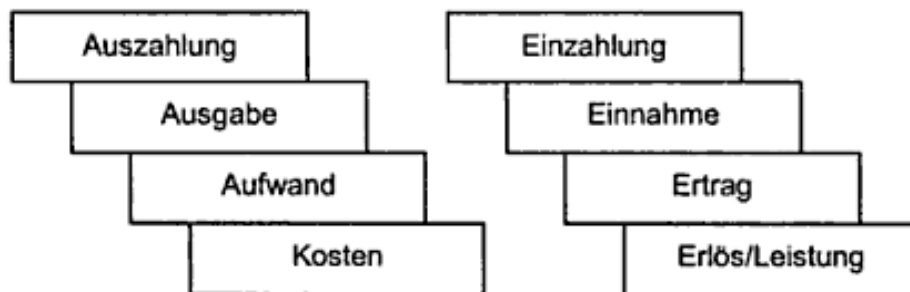 Auszahlung Einzahlung
Ausgabe Einnahme
Aufwand Ertrag
Kosten Erlös/Leistung